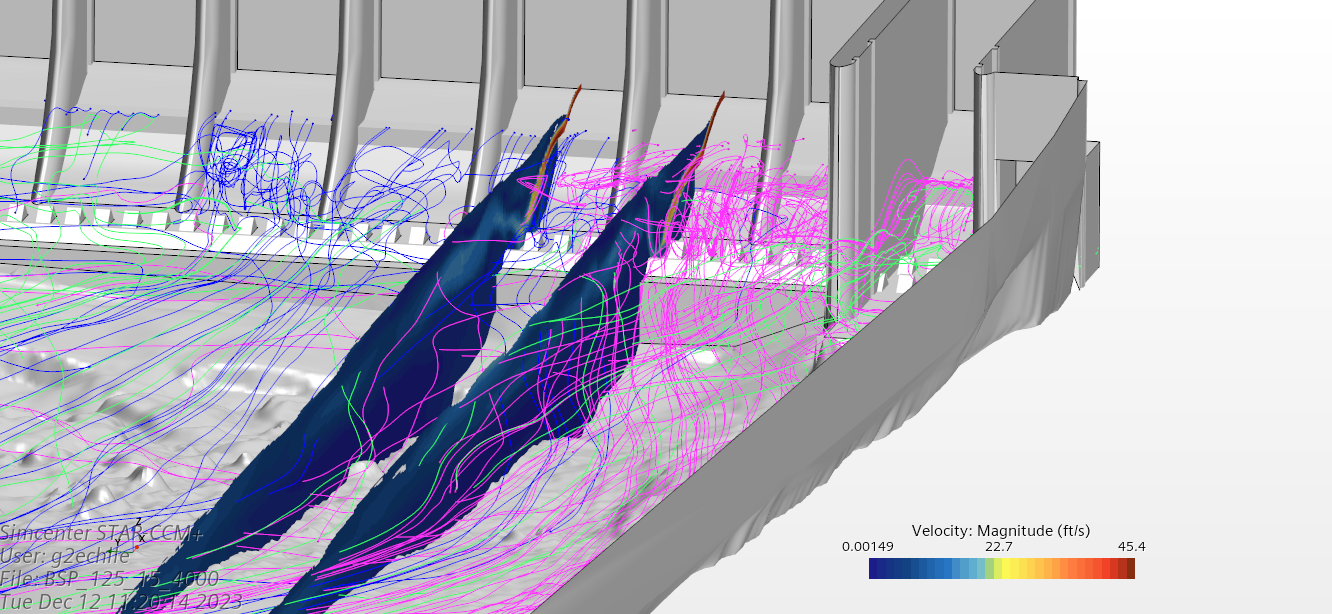 Simcenter STAR-CCM+
User: g2echlle
File: BSP_125_15_4000
Tue Dec 12 11:20:14 2023
Z
Y
X
Velocity: Magnitude (ft/s)
0.00149 22.7 45.4